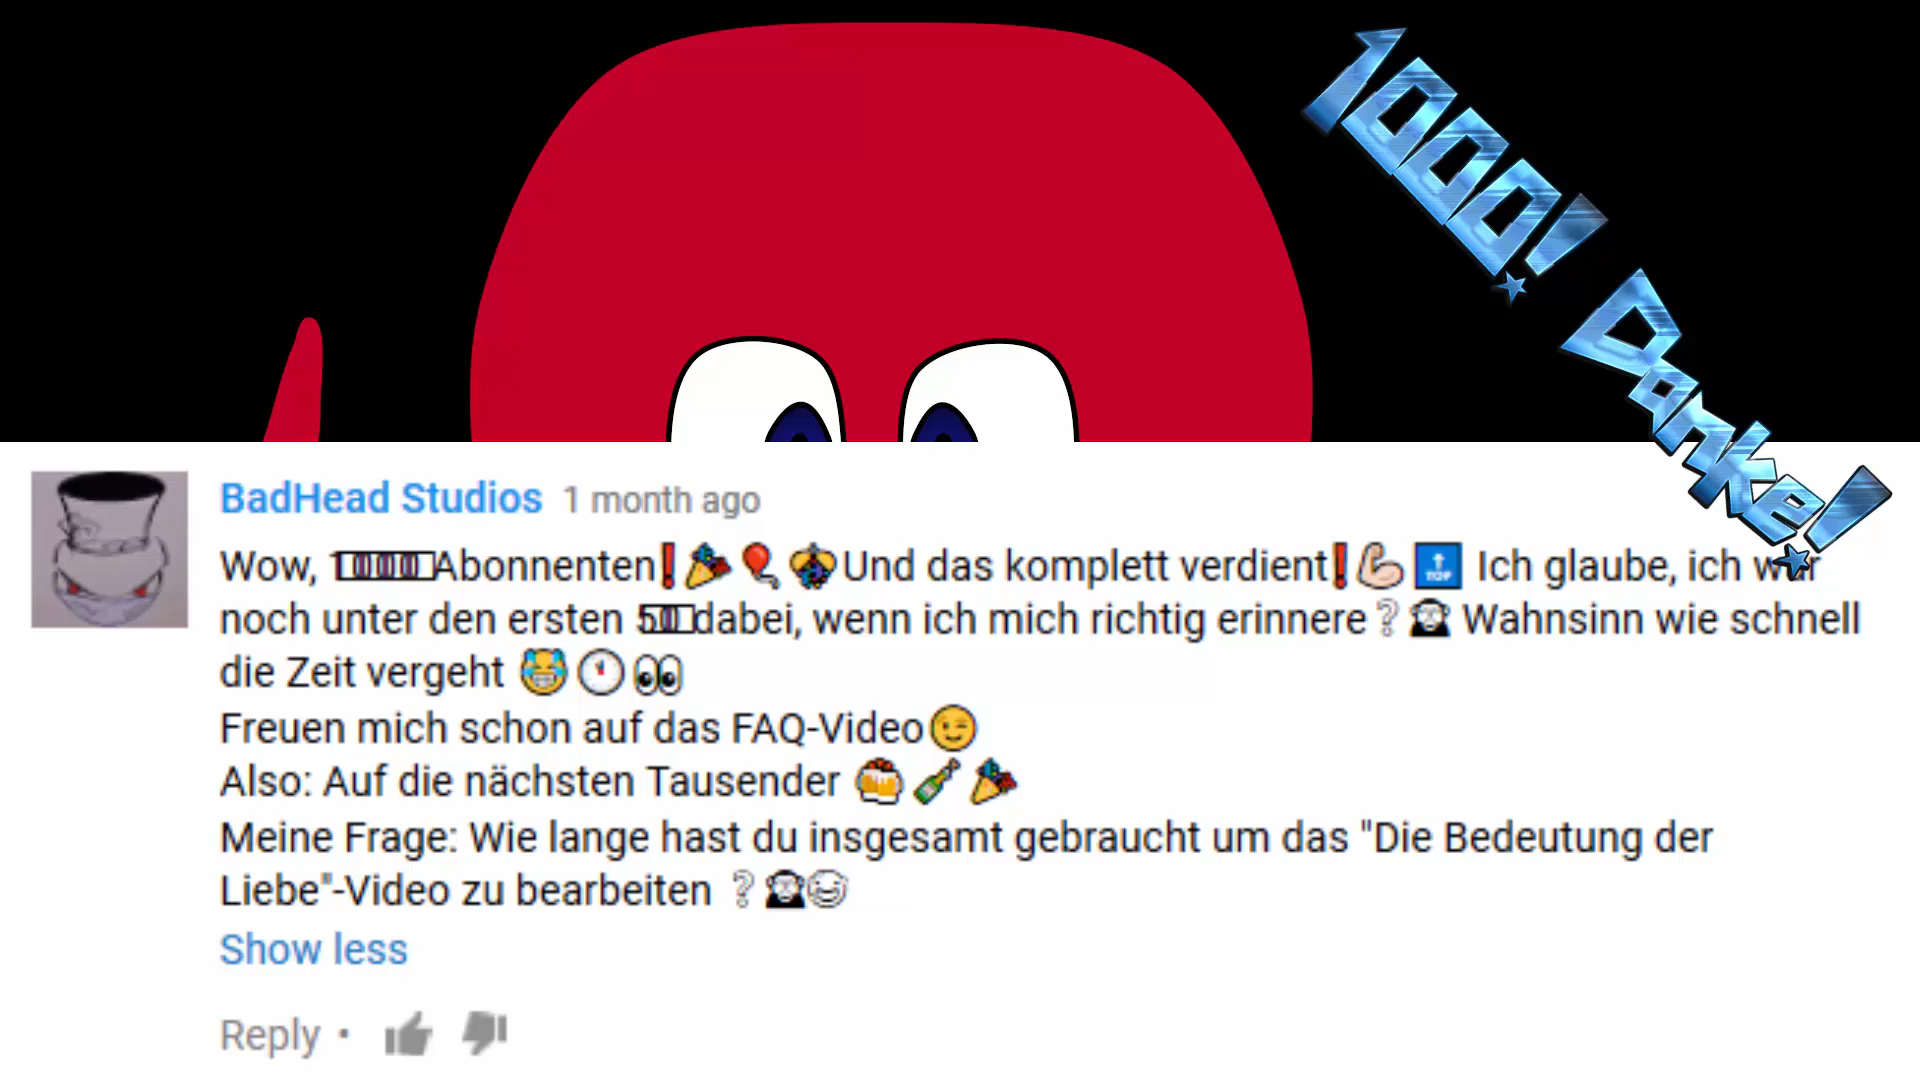 1000! Danke!
BadHead Studios 1 month ago
Wow, 1000 Abonnenten❗🎉🎈🎊Und das komplett verdient❗💪🔝 Ich glaube, ich war
noch unter den ersten 50 dabei, wenn ich mich richtig erinnere❔🙈 Wahnsinn wie schnell
die Zeit vergeht 😹🕚👀
Freuen mich schon auf das FAQ-Video😉
Also: Auf die nächsten Tausender 🍻🍾🎉
Meine Frage: Wie lange hast du insgesamt gebraucht um das "Die Bedeutung der
Liebe"-Video zu bearbeiten ❔🙈😂
Show less
Reply •